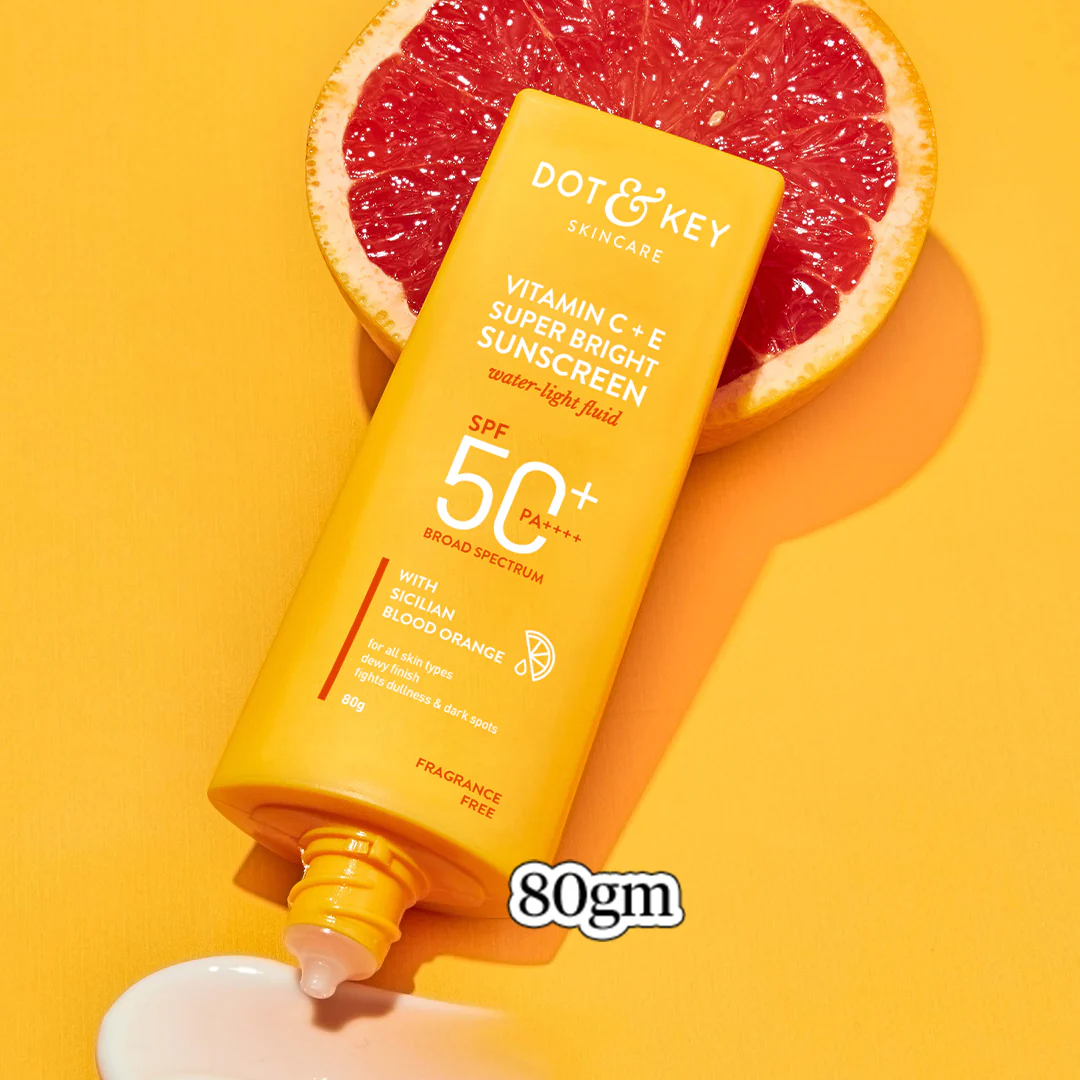 DOT & KEY
SKINCARE
VITAMIN C + E
SUPER BRIGHT
SUNSCREEN
water-light fluid
SPF
50+
PA++++
BROAD SPECTRUM
WITH
SICILIAN
BLOOD ORANGE
for all skin types
dewy finish
fights dullness & dark spots
80g
FRAGRANCE
FREE
80gm